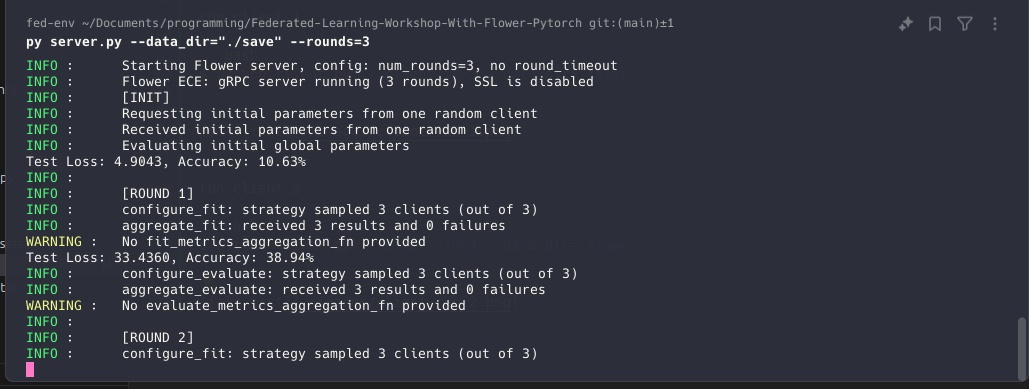 fed-env ~/Documents/programming/Federated-Learning-Workshop-With-Flower-Pytorch git:(main)±1
py server.py --data_dir="./save" --rounds=3
INFO : Starting Flower server, config: num_rounds=3, no round_timeout
INFO : Flower ECE: gRPC server running (3 rounds), SSL is disabled
INFO : [INIT]
INFO : Requesting initial parameters from one random client
INFO : Received initial parameters from one random client
INFO : Evaluating initial global parameters
Test Loss: 4.9043, Accuracy: 10.63%
INFO :
INFO : [ROUND 1]
INFO : configure_fit: strategy sampled 3 clients (out of 3)
INFO : aggregate_fit: received 3 results and 0 failures
WARNING : No fit_metrics_aggregation_fn provided
Test Loss: 33.4360, Accuracy: 38.94%
INFO : configure_evaluate: strategy sampled 3 clients (out of 3)
INFO : aggregate_evaluate: received 3 results and 0 failures
WARNING : No evaluate_metrics_aggregation_fn provided
INFO :
INFO : [ROUND 2]
INFO : configure_fit: strategy sampled 3 clients (out of 3)